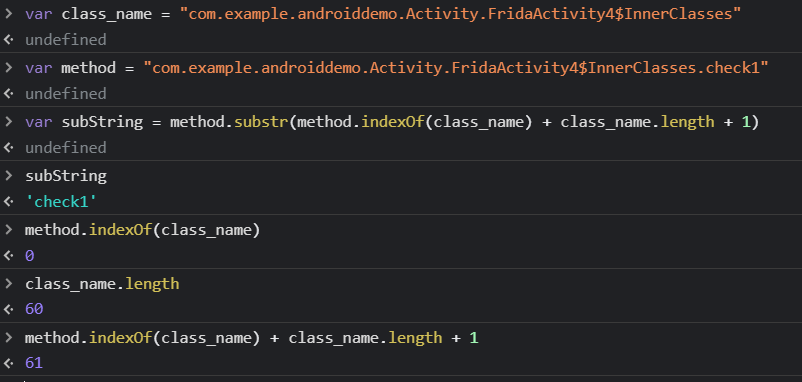 > var class_name = "com.example.androiddemo.Activity.FridaActivity4$InnerClasses"
<· undefined
> var method = "com.example.androiddemo.Activity.FridaActivity4$InnerClasses.check1"
<· undefined
> var subString = method.substr(method.indexOf(class_name) + class_name.length + 1)
<· undefined
> subString
<· 'check1'
> method.indexOf(class_name)
<· 0
> class_name.length
<· 60
> method.indexOf(class_name) + class_name.length + 1
<· 61